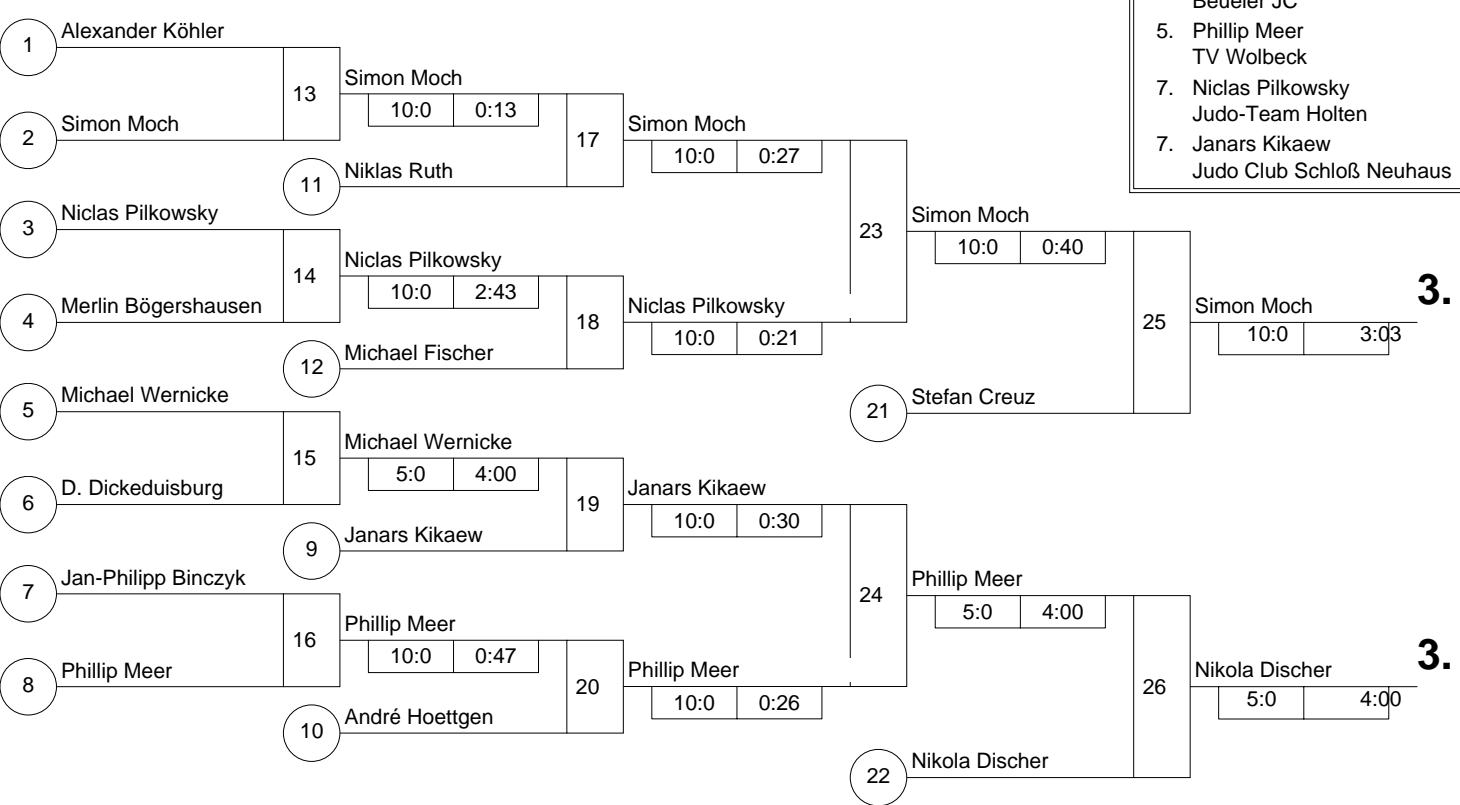 Beueler JC
5. Phillip Meer
TV Wolbeck
7. Niclas Pilkowsky
Judo-Team Holten
7. Janars Kikaew
Judo Club Schloß Neuhaus
1 Alexander Köhler
13 Simon Moch
10:0 0:13
2 Simon Moch
17 Simon Moch
10:0 0:27
11 Niklas Ruth
3 Niclas Pilkowsky
23 Simon Moch
10:0 0:40
14 Niclas Pilkowsky
10:0 2:43
4 Merlin Bögershausen
18 Niclas Pilkowsky
10:0 0:21
25 Simon Moch 3.
10:0 3:03
12 Michael Fischer
5 Michael Wernicke
21 Stefan Creuz
15 Michael Wernicke
5:0 4:00
6 D. Dickeduisburg
19 Janars Kikaew
10:0 0:30
9 Janars Kikaew
7 Jan-Philipp Binczyk
24 Phillip Meer
5:0 4:00
16 Phillip Meer
10:0 0:47
8 Phillip Meer
20 Phillip Meer
10:0 0:26
26 Nikola Discher 3.
5:0 4:00
10 André Hoettgen
22 Nikola Discher